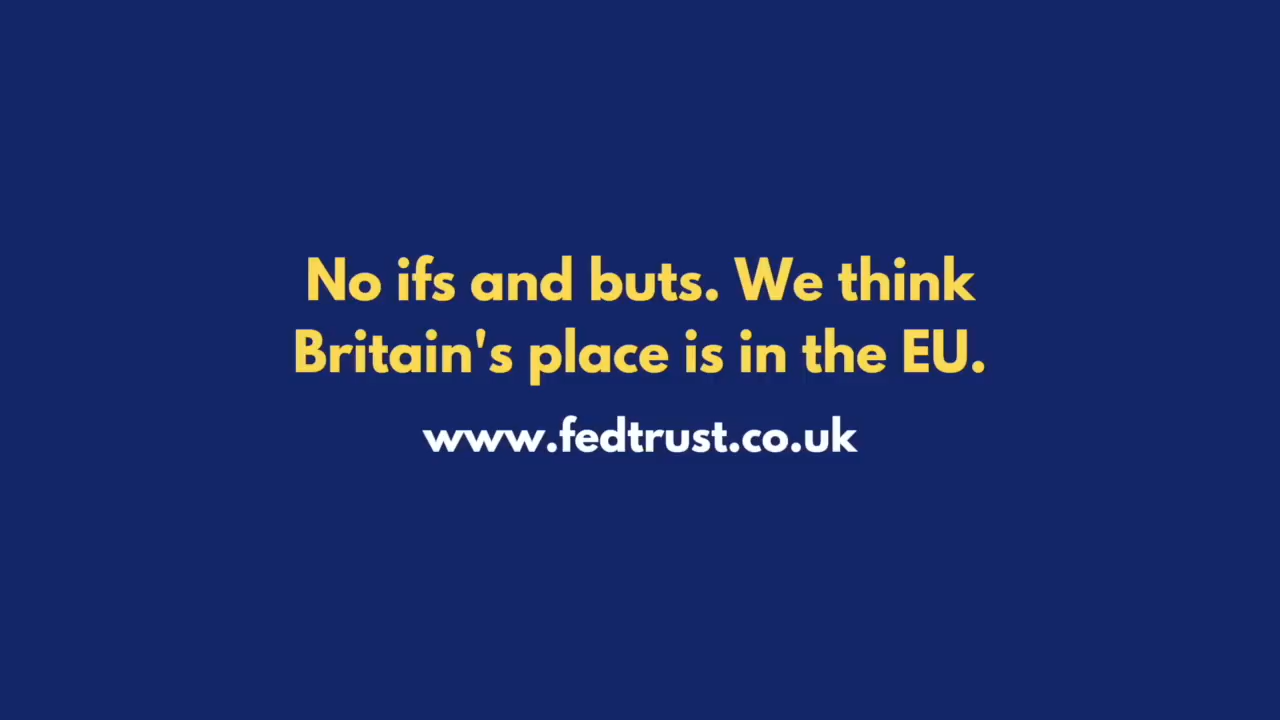 No ifs and buts. We think
Britain's place is in the EU.
www.fedtrust.co.uk